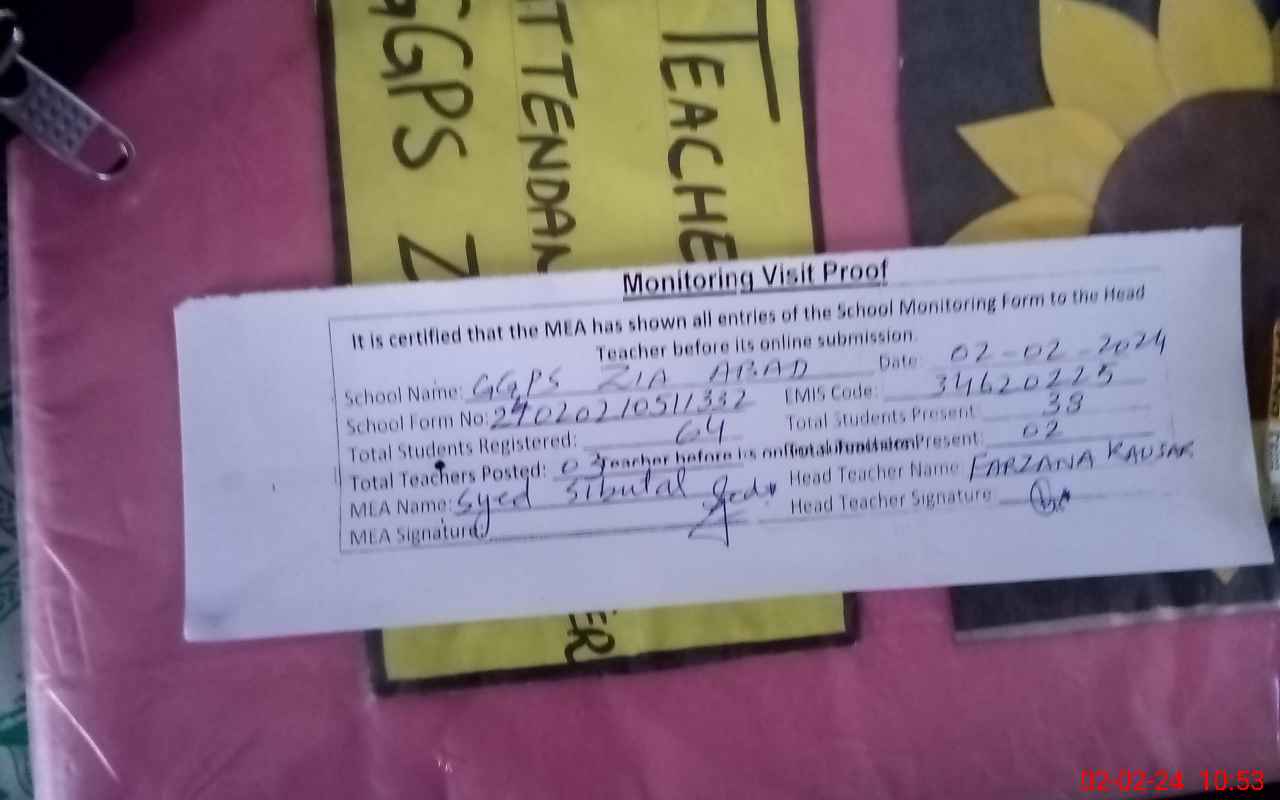 TEACHE
ATTENDAN
GGPS Z
ER
Monitoring Visit Proof
It is certified that the MEA has shown all entries of the School Monitoring Form to the Head
Teacher before its online submission.
School Name: GGPS ZIA ABAD Date: 02-02-2024
School Form No: 24020210511332 EMIS Code: 34620225
Total Students Registered: 64 Total Students Present: 38
Total Teachers Posted: 03 Teacher before its Present: 02
MEA Name: Syed Sibutal Head Teacher Name FARZANA KAUSAR
MEA Signature: Head Teacher Signature
02-02-24 10:53